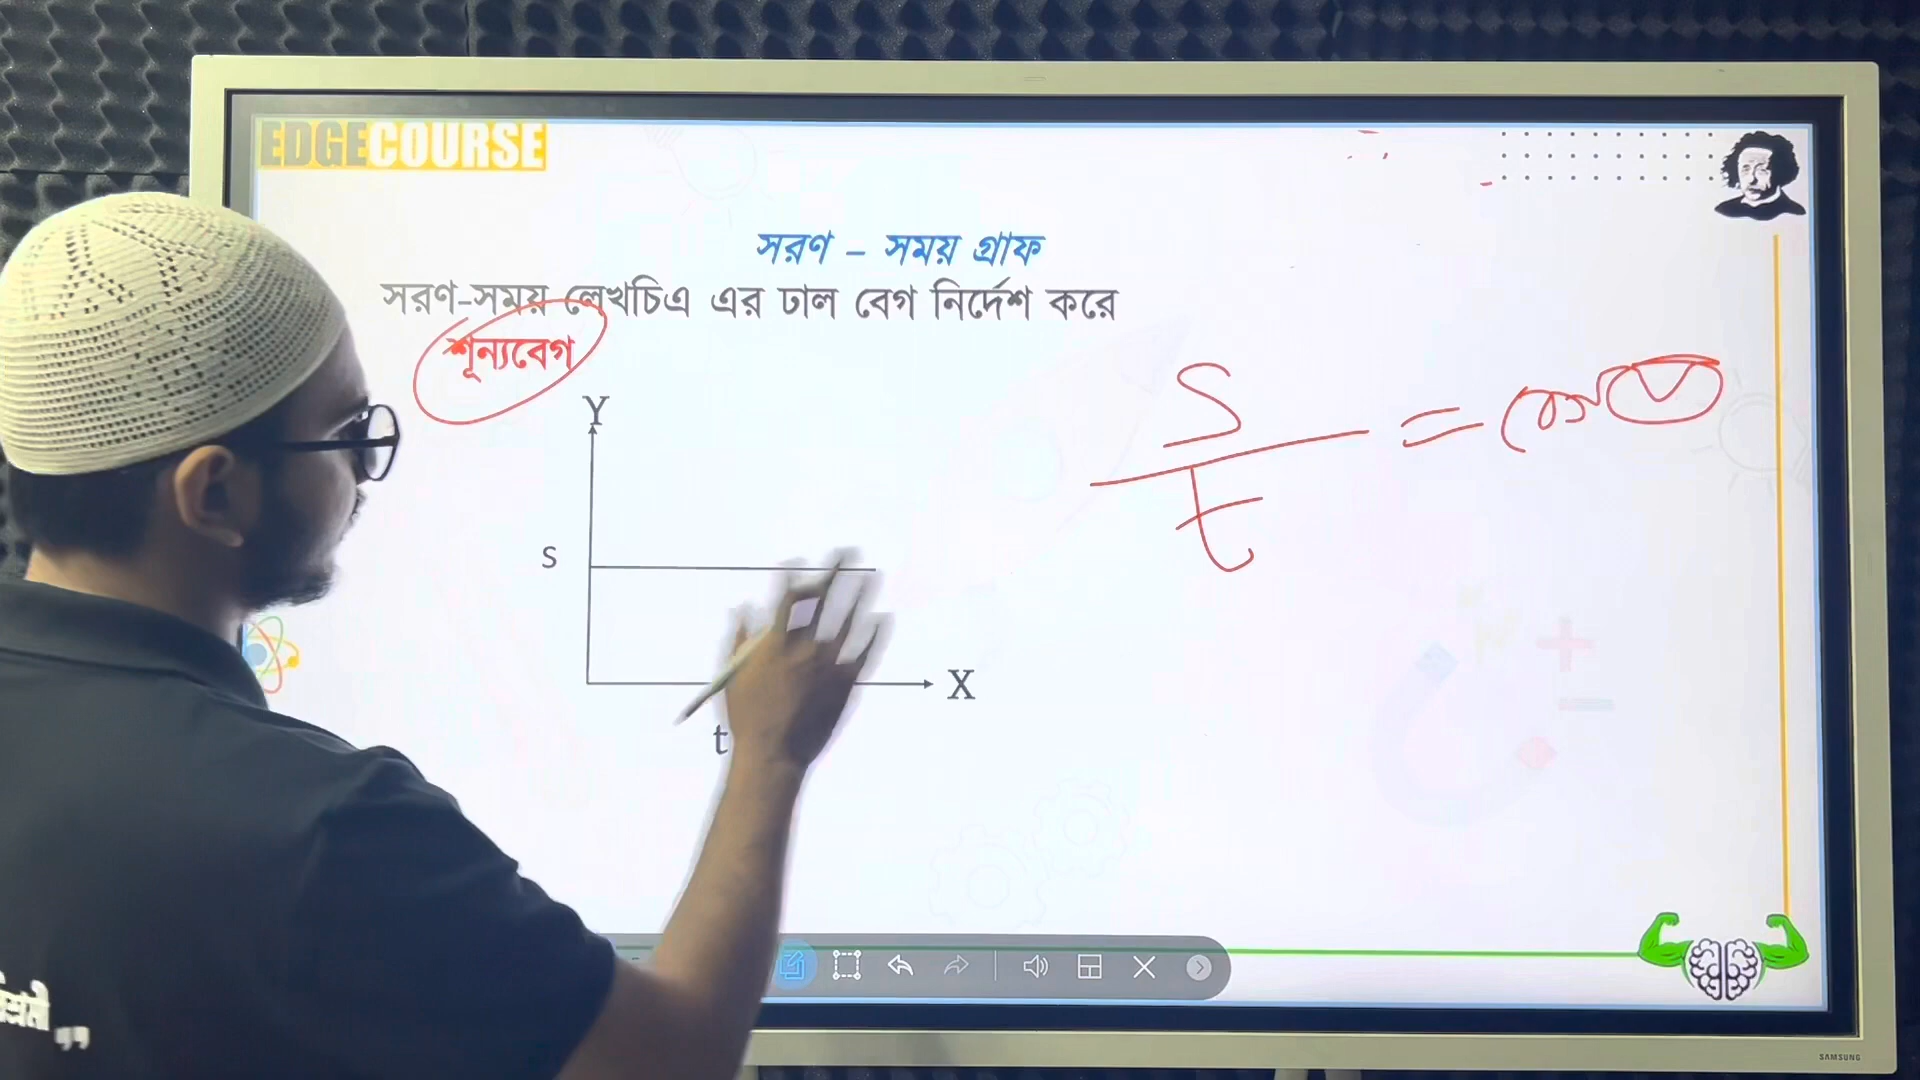 EDGECOURSE
সরণ – সময় গ্রাফ
সরণ-সময় লেখচিএ এর ঢাল বেগ নির্দেশ করে
শূন্যবেগ
Y
S
X
t
S
t
= বেগ v
SAMSUNG